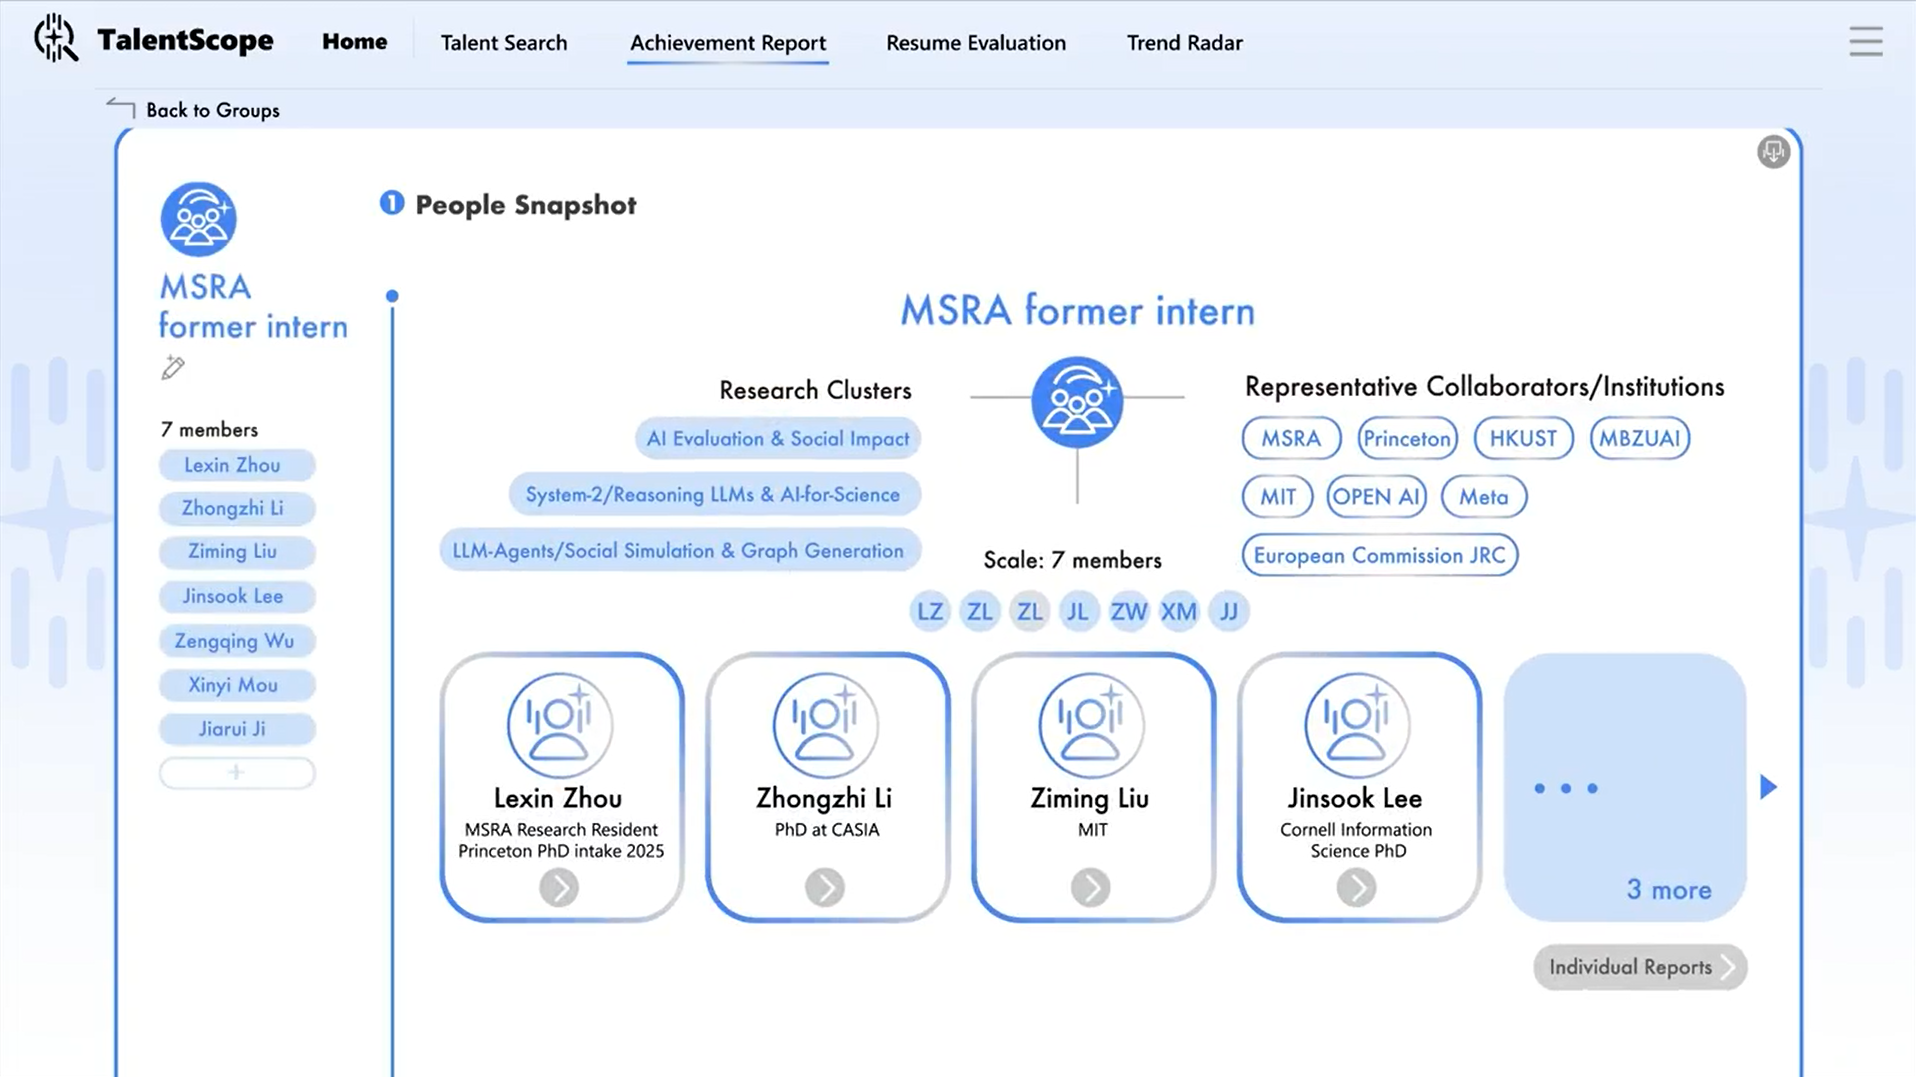 TalentScope
Home
Talent Search
Achievement Report
Resume Evaluation
Trend Radar
Back to Groups
MSRA
former intern
7 members
Lexin Zhou
Zhongzhi Li
Ziming Liu
Jinsook Lee
Zengqing Wu
Xinyi Mou
Jiarui Ji
+
1 People Snapshot
MSRA former intern
Research Clusters
AI Evaluation & Social Impact
System-2/Reasoning LLMs & AI-for-Science
LLM-Agents/Social Simulation & Graph Generation
Representative Collaborators/Institutions
MSRA Princeton HKUST MBZUAI
MIT OPEN AI Meta
European Commission JRC
Scale: 7 members
LZ ZL ZL JL ZW XM JJ
Lexin Zhou
MSRA Research Resident
Princeton PhD intake 2025
Zhongzhi Li
PhD at CASIA
Ziming Liu
MIT
Jinsook Lee
Cornell Information
Science PhD
3 more
Individual Reports